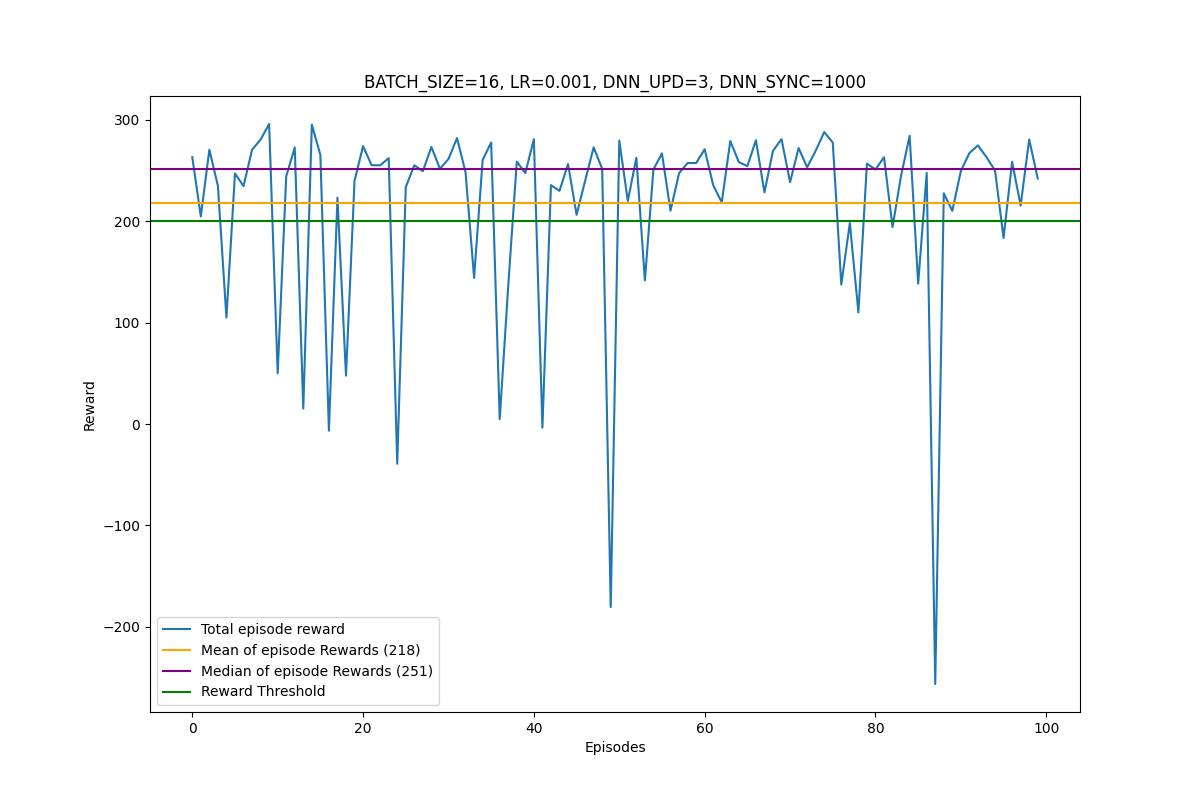 BATCH_SIZE=16, LR=0.001, DNN_UPD=3, DNN_SYNC=1000
300
200
100
0
−100
−200
Reward
Total episode reward
Mean of episode Rewards (218)
Median of episode Rewards (251)
Reward Threshold
0 20 40 60 80 100
Episodes